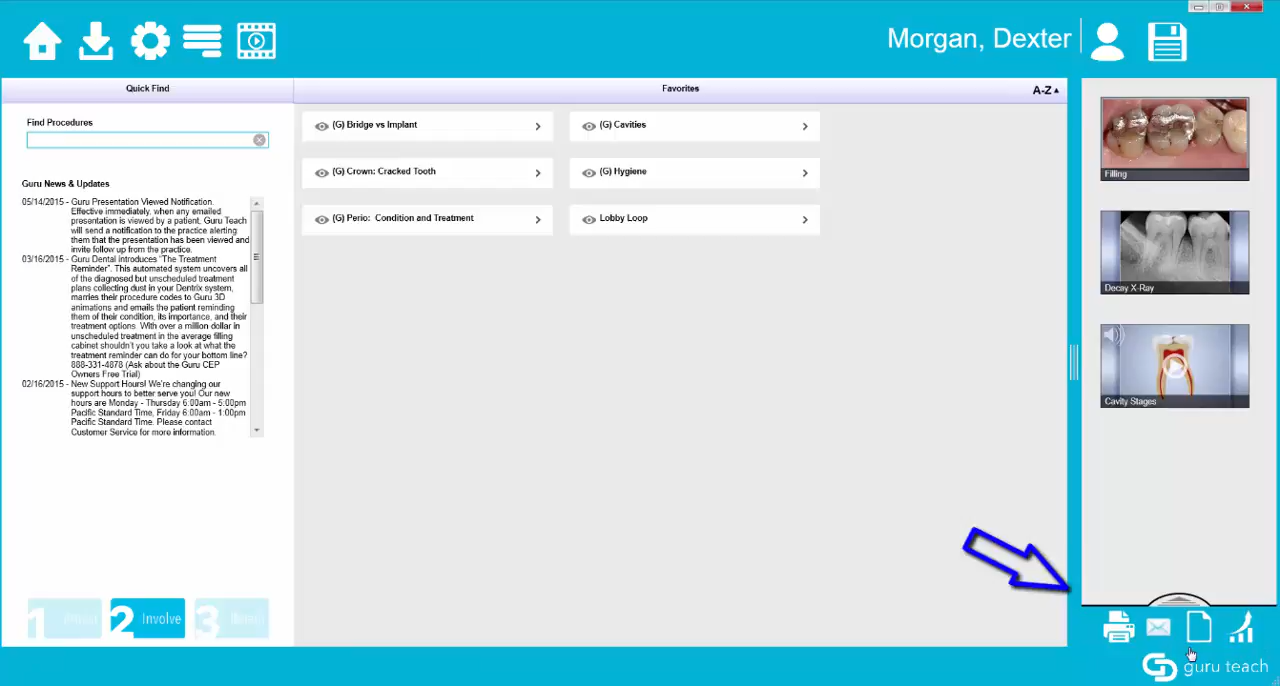 Morgan, Dexter
Quick Find
Favorites
A-Z
Find Procedures
Guru News & Updates
05/14/2015 - Guru Presentation Viewed Notification.
Effective immediately, when any emailed
presentation is viewed by a patient, Guru Teach
will send a notification to the practice alerting
them that the presentation has been viewed and
invite follow up from the practice.
03/16/2015 - Guru Dental introduces "The Treatment
Reminder". This automated system uncovers all
of the diagnosed but unscheduled treatment
plans collecting dust in your Dentrix system,
marries their procedure codes to Guru 3D
animations and emails the patient reminding
them of their condition, its importance, and their
treatment options. With over a million dollar in
unscheduled treatment in the average filling
cabinet shouldn't you take a look at what the
treatment reminder can do for your bottom line?
888-331-4878 (Ask about the Guru CEP
Owners Free Trial)
02/16/2015 - New Support Hours! We're changing our
support hours to better serve you! Our new
hours are Monday - Thursday 6:00am - 5:00pm
Pacific Standard Time, Friday 6:00am - 1:00pm
Pacific Standard Time. Please contact
Customer Service for more information.
(G) Bridge vs Implant
(G) Cavities
(G) Crown: Cracked Tooth
(G) Hygiene
(G) Perio: Condition and Treatment
Lobby Loop
Filling
Decay X-Ray
Cavity Stages
1
2 Involve
3
guru teach